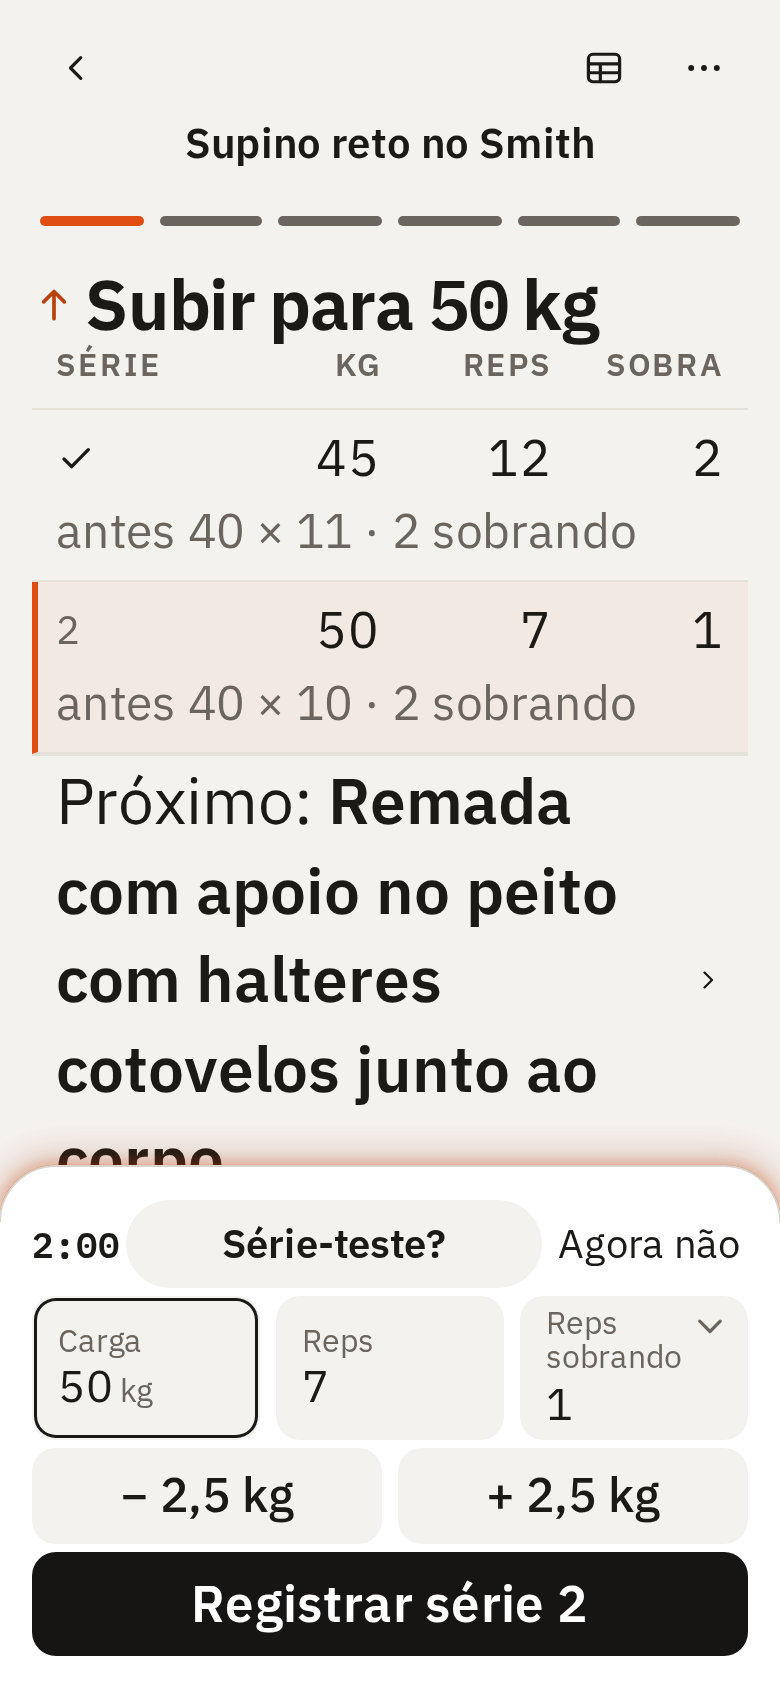 Supino reto no Smith
Subir para 50 kg
SÉRIE KG REPS SOBRA
45 12 2
antes 40 × 11 · 2 sobrando
2 50 7 1
antes 40 × 10 · 2 sobrando
Próximo: Remada
com apoio no peito
com halteres
cotovelos junto ao
corpo
2:00 Série-teste? Agora não
Carga
50 kg
Reps
7
Reps
sobrando
1
− 2,5 kg + 2,5 kg
Registrar série 2